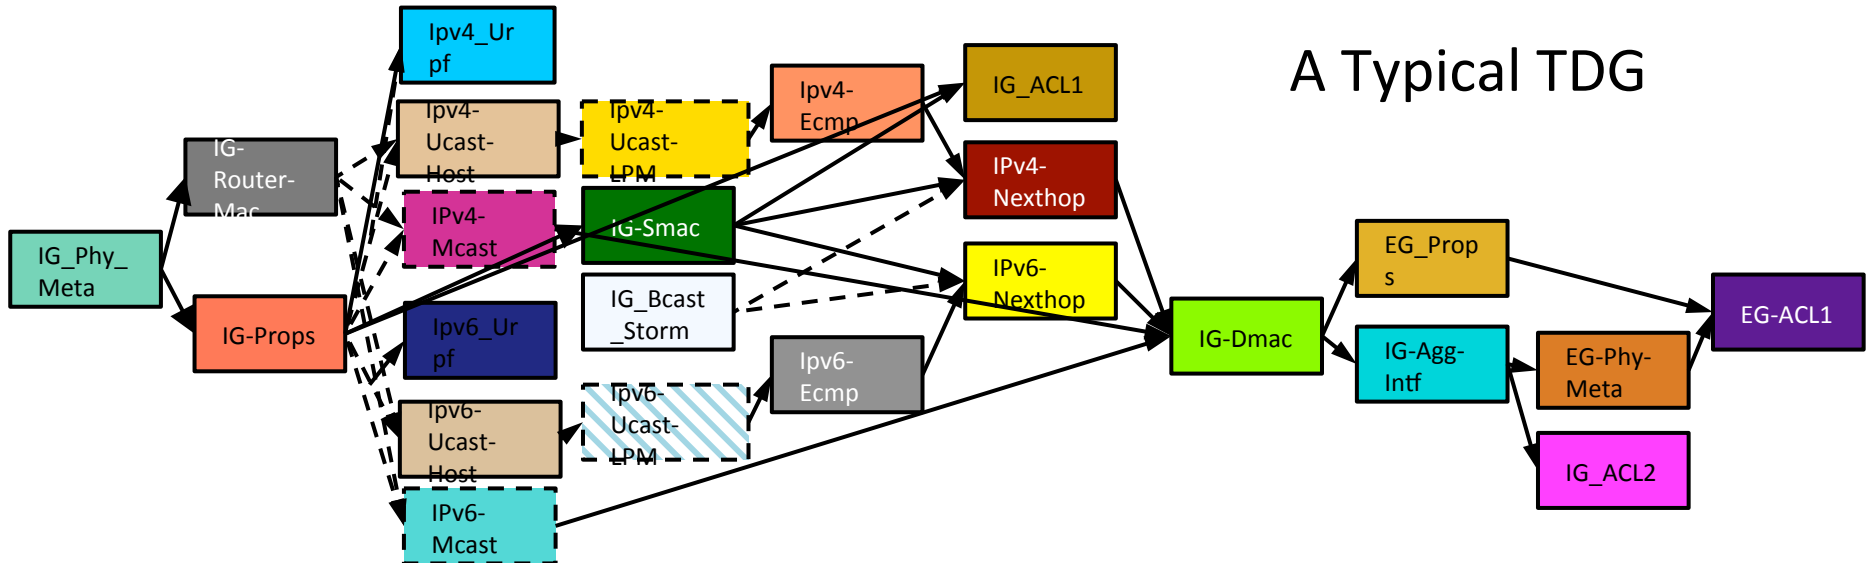 A Typical TDG
IG_Phy_
Meta
IG-
Router-
Mac
IG-Props
Ipv4_Ur
pf
Ipv4-
Ucast-
Host
IPv4-
Mcast
Ipv6_Ur
pf
Ipv6-
Ucast-
Host
IPv6-
Mcast
Ipv4-
Ucast-
LPM
IG-Smac
IG_Bcast
_Storm
Ipv6-
Ucast-
LPM
Ipv4-
Ecmp
Ipv6-
Ecmp
IG_ACL1
IPv4-
Nexthop
IPv6-
Nexthop
IG-Dmac
EG_Prop
s
IG-Agg-
Intf
EG-Phy-
Meta
IG_ACL2
EG-ACL1